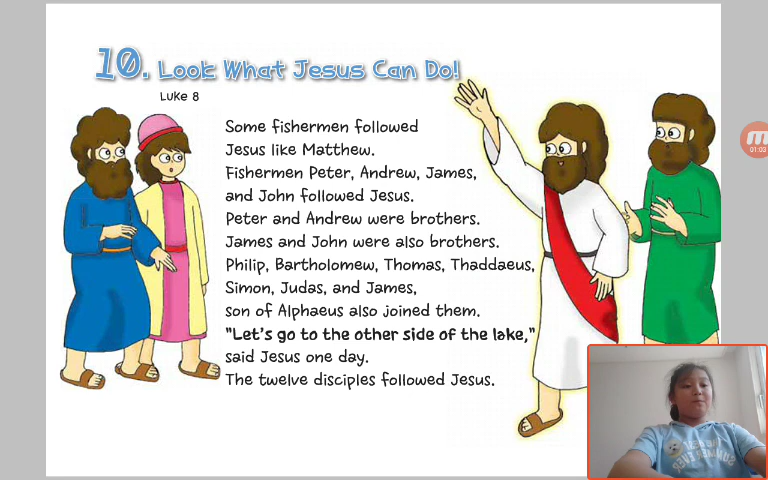 10. Look What Jesus Can Do!
Luke 8
Some fishermen followed
Jesus like Matthew.
Fishermen Peter, Andrew, James,
and John followed Jesus.
Peter and Andrew were brothers.
James and John were also brothers.
Philip, Bartholomew, Thomas, Thaddaeus,
Simon, Judas, and James,
son of Alphaeus also joined them.
"Let's go to the other side of the lake,"
said Jesus one day.
The twelve disciples followed Jesus.
01:03